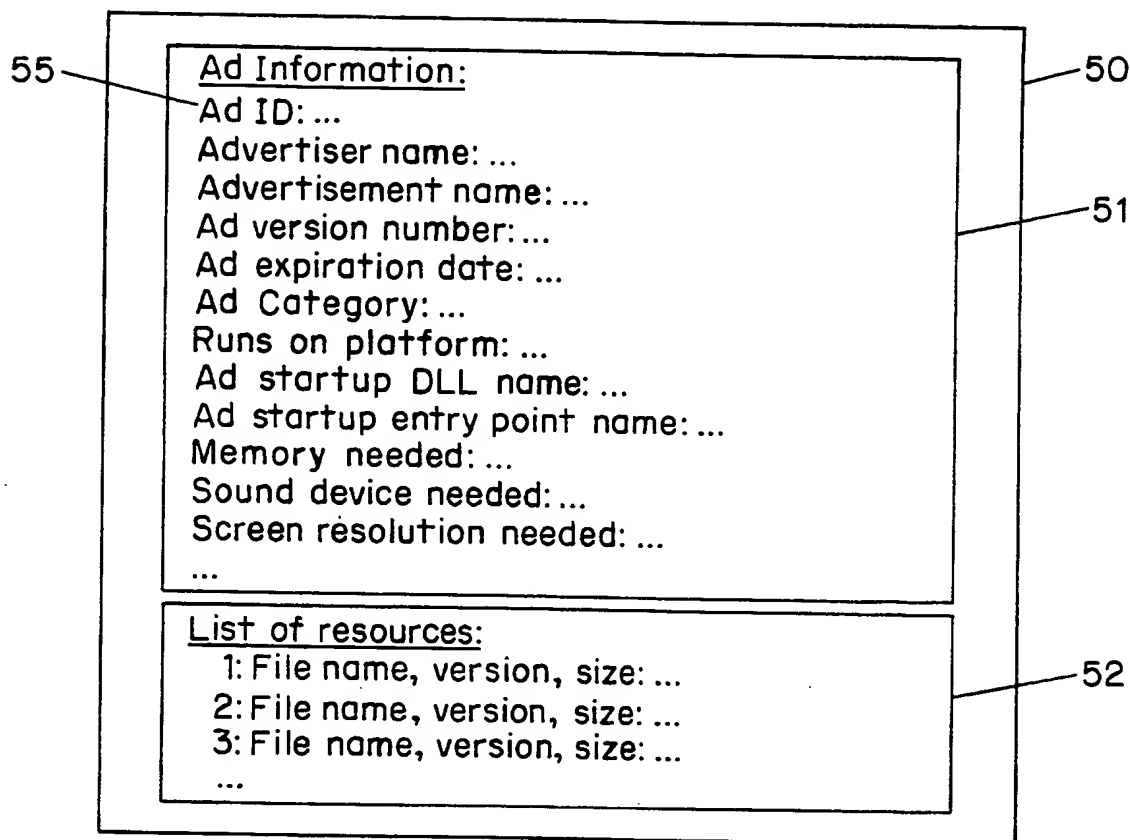 55
50
Ad Information:
Ad ID: ...
Advertiser name: ...
Advertisement name: ...
Ad version number: ...
51
Ad expiration date: ...
Ad Category: ...
Runs on platform: ...
Ad startup DLL name: ...
Ad startup entry point name: ...
Memory needed: ...
Sound device needed: ...
Screen resolution needed: ...
...
List of resources:
1: File name, version, size: ...
52
2: File name, version, size: ...
3: File name, version, size: ...
...